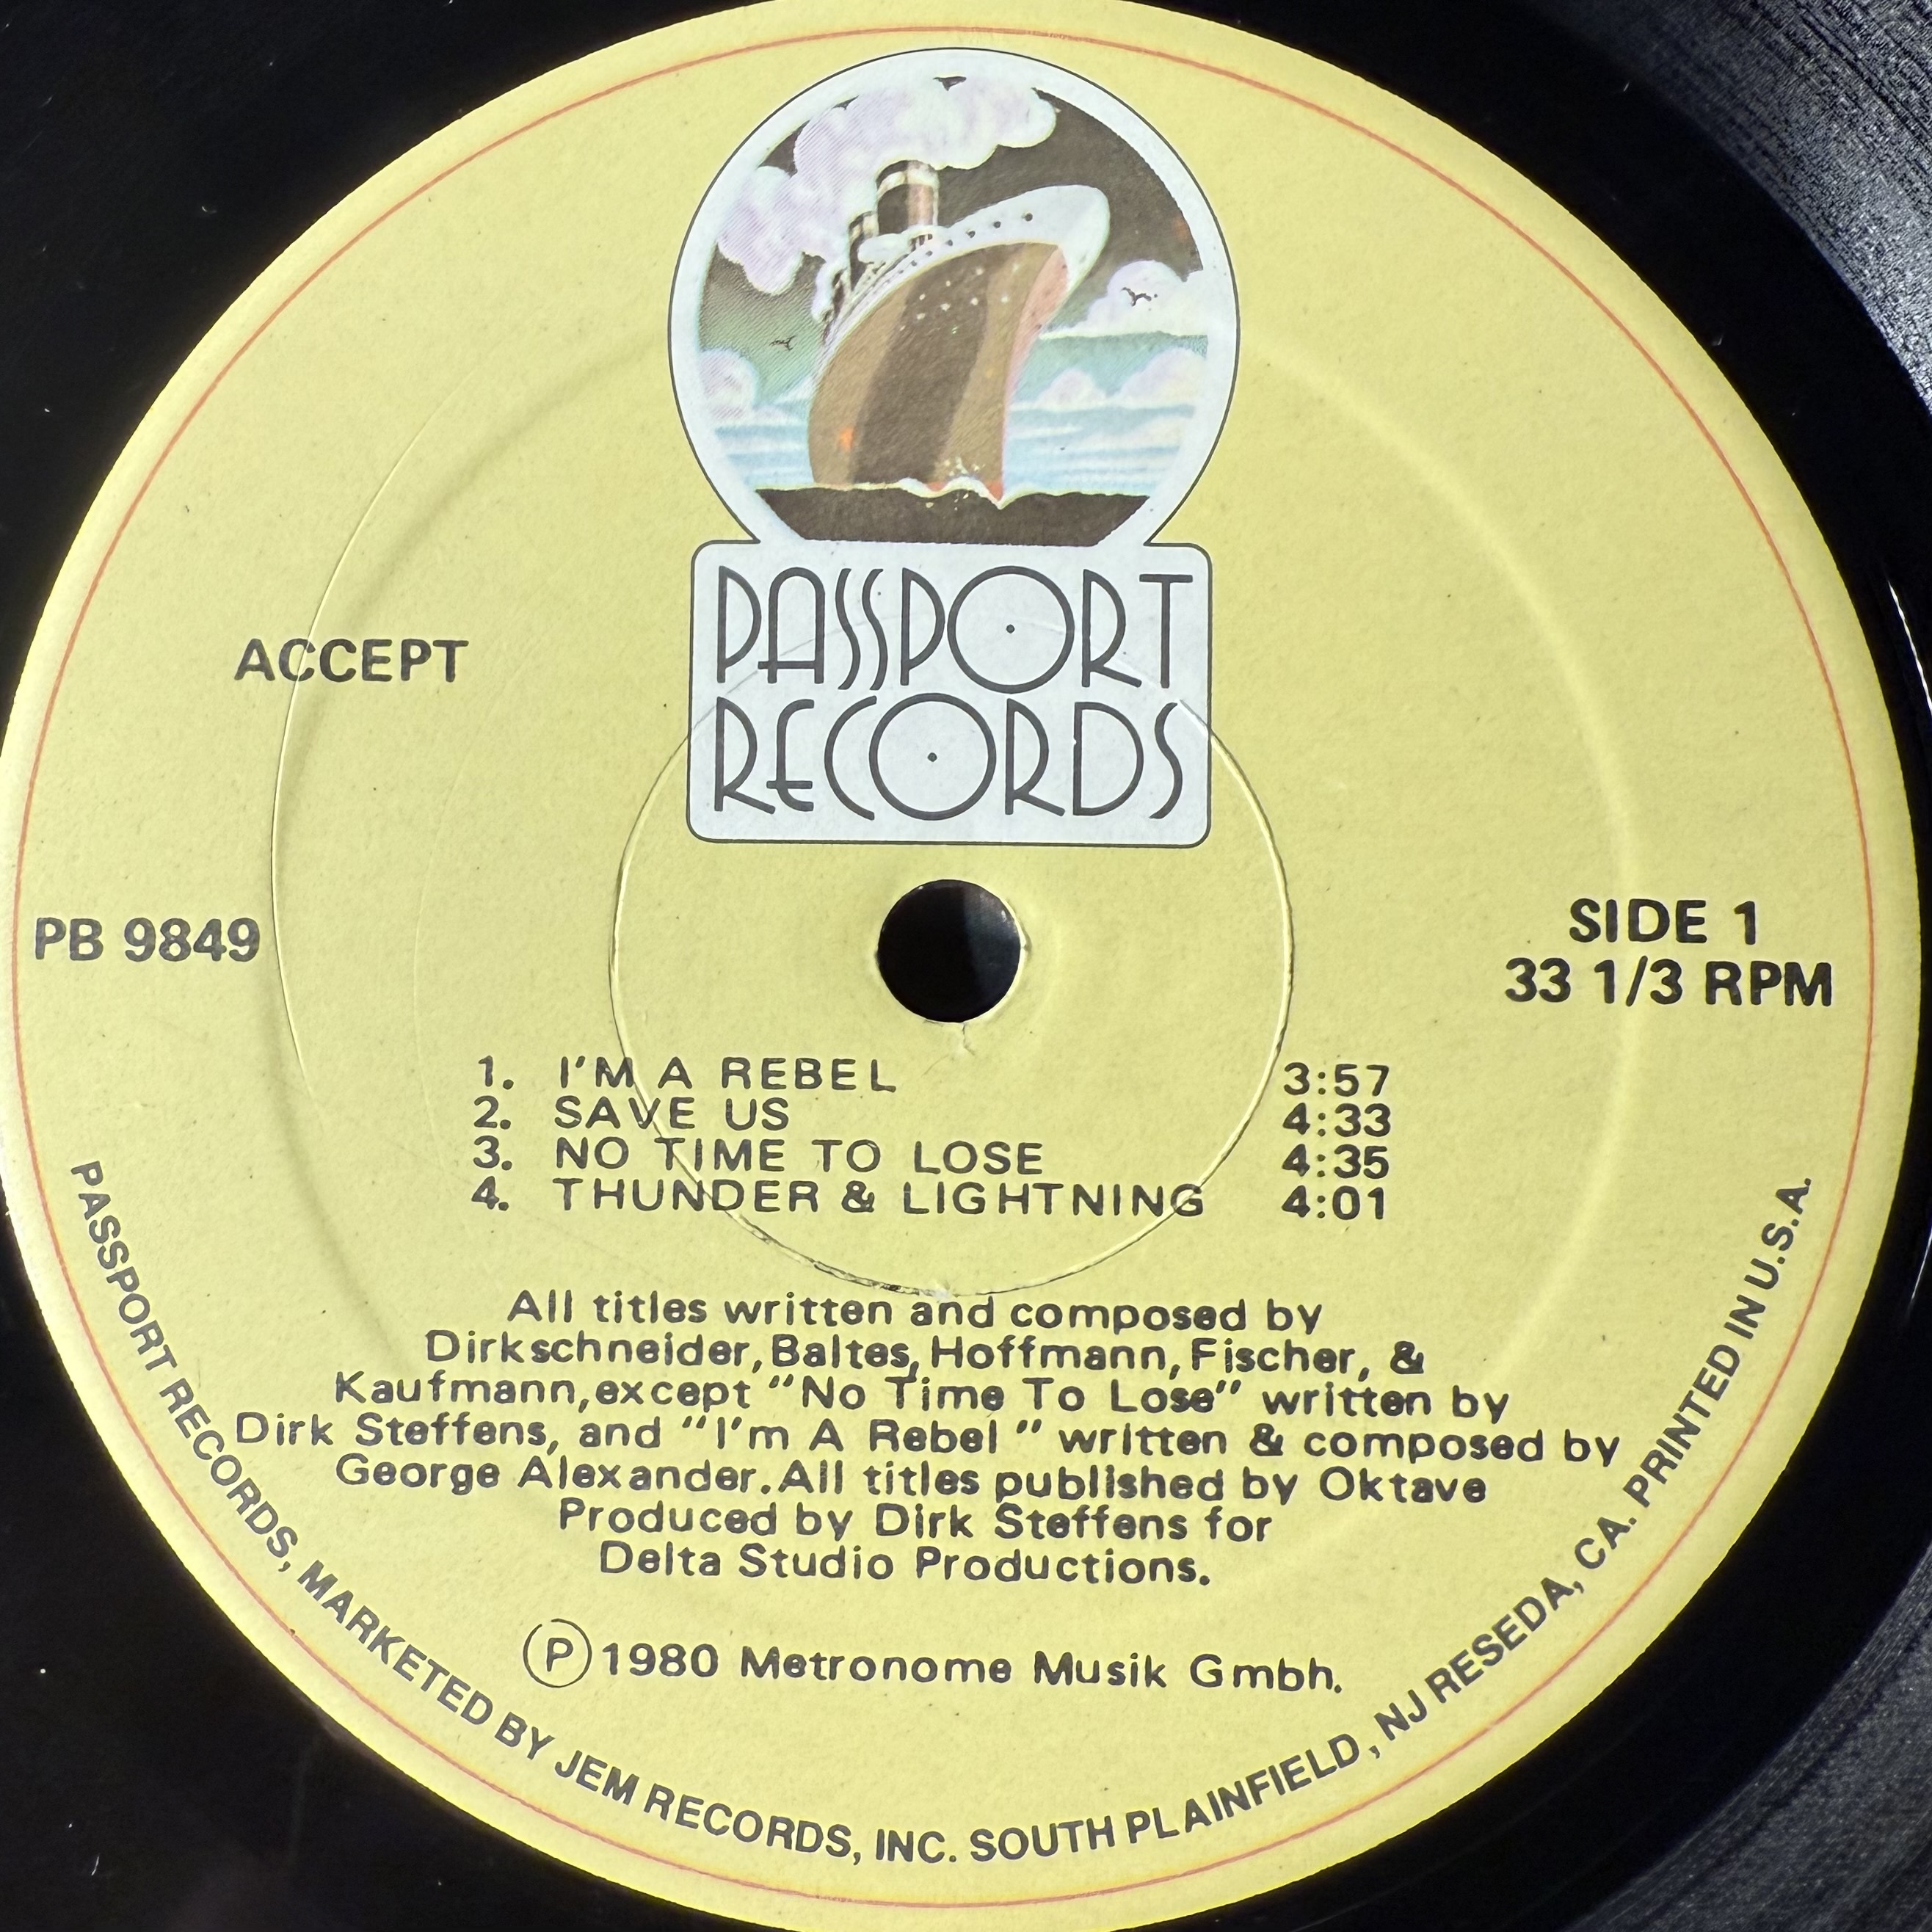 PASSPORT
RECORDS
ACCEPT
PB 9849
SIDE 1
33 1/3 RPM
1. I'M A REBEL 3:57
2. SAVE US 4:33
3. NO TIME TO LOSE 4:35
4. THUNDER & LIGHTNING 4:01
All titles written and composed by
Dirkschneider, Baltes, Hoffmann, Fischer, &
Kaufmann, except "No Time To Lose" written by
Dirk Steffens, and "I'm A Rebel" written & composed by
George Alexander. All titles published by Oktave
Produced by Dirk Steffens for
Delta Studio Productions.
Ⓟ 1980 Metronome Musik Gmbh.
PASSPORT RECORDS, MARKETED BY JEM RECORDS, INC. SOUTH PLAINFIELD, NJ RESEDA, CA. PRINTED IN U.S.A.